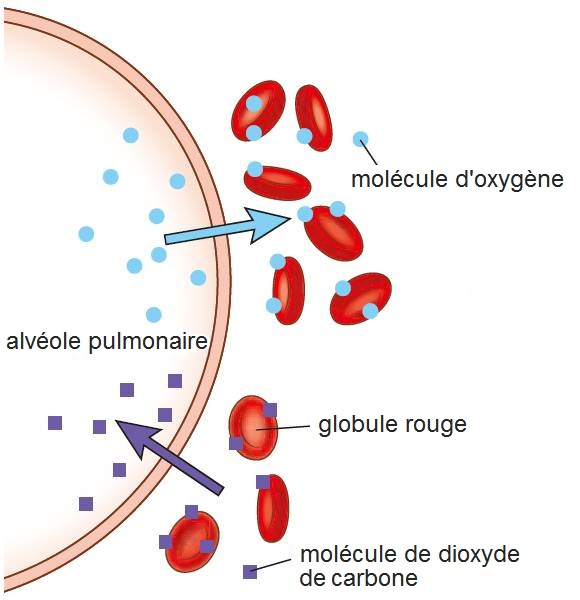 molécule d'oxygène
alvéole pulmonaire
globule rouge
molécule de dioxyde
de carbone